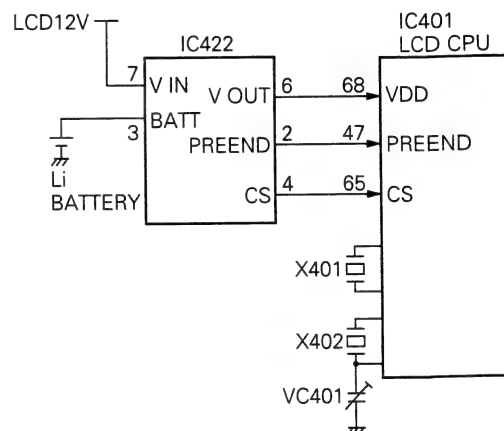 LCD12V
IC422
IC401
LCD CPU
7
V IN
V OUT
6
68
VDD
3
BATT
PREEND
2
47
PREEND
CS
4
65
CS
Li
BATTERY
X401
X402
VC401